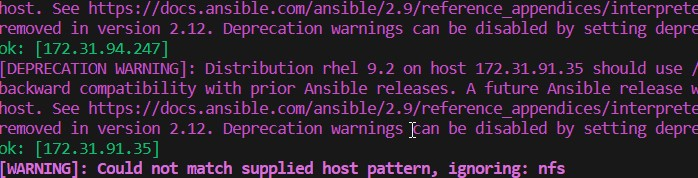 host. See https://docs.ansible.com/ansible/2.9/reference_appendices/interprete
removed in version 2.12. Deprecation warnings can be disabled by setting depre
ok: [172.31.94.247]
[DEPRECATION WARNING]: Distribution rhel 9.2 on host 172.31.91.35 should use /
backward compatibility with prior Ansible releases. A future Ansible release w
host. See https://docs.ansible.com/ansible/2.9/reference_appendices/interprete
removed in version 2.12. Deprecation warnings can be disabled by setting depre
ok: [172.31.91.35]
[WARNING]: Could not match supplied host pattern, ignoring: nfs